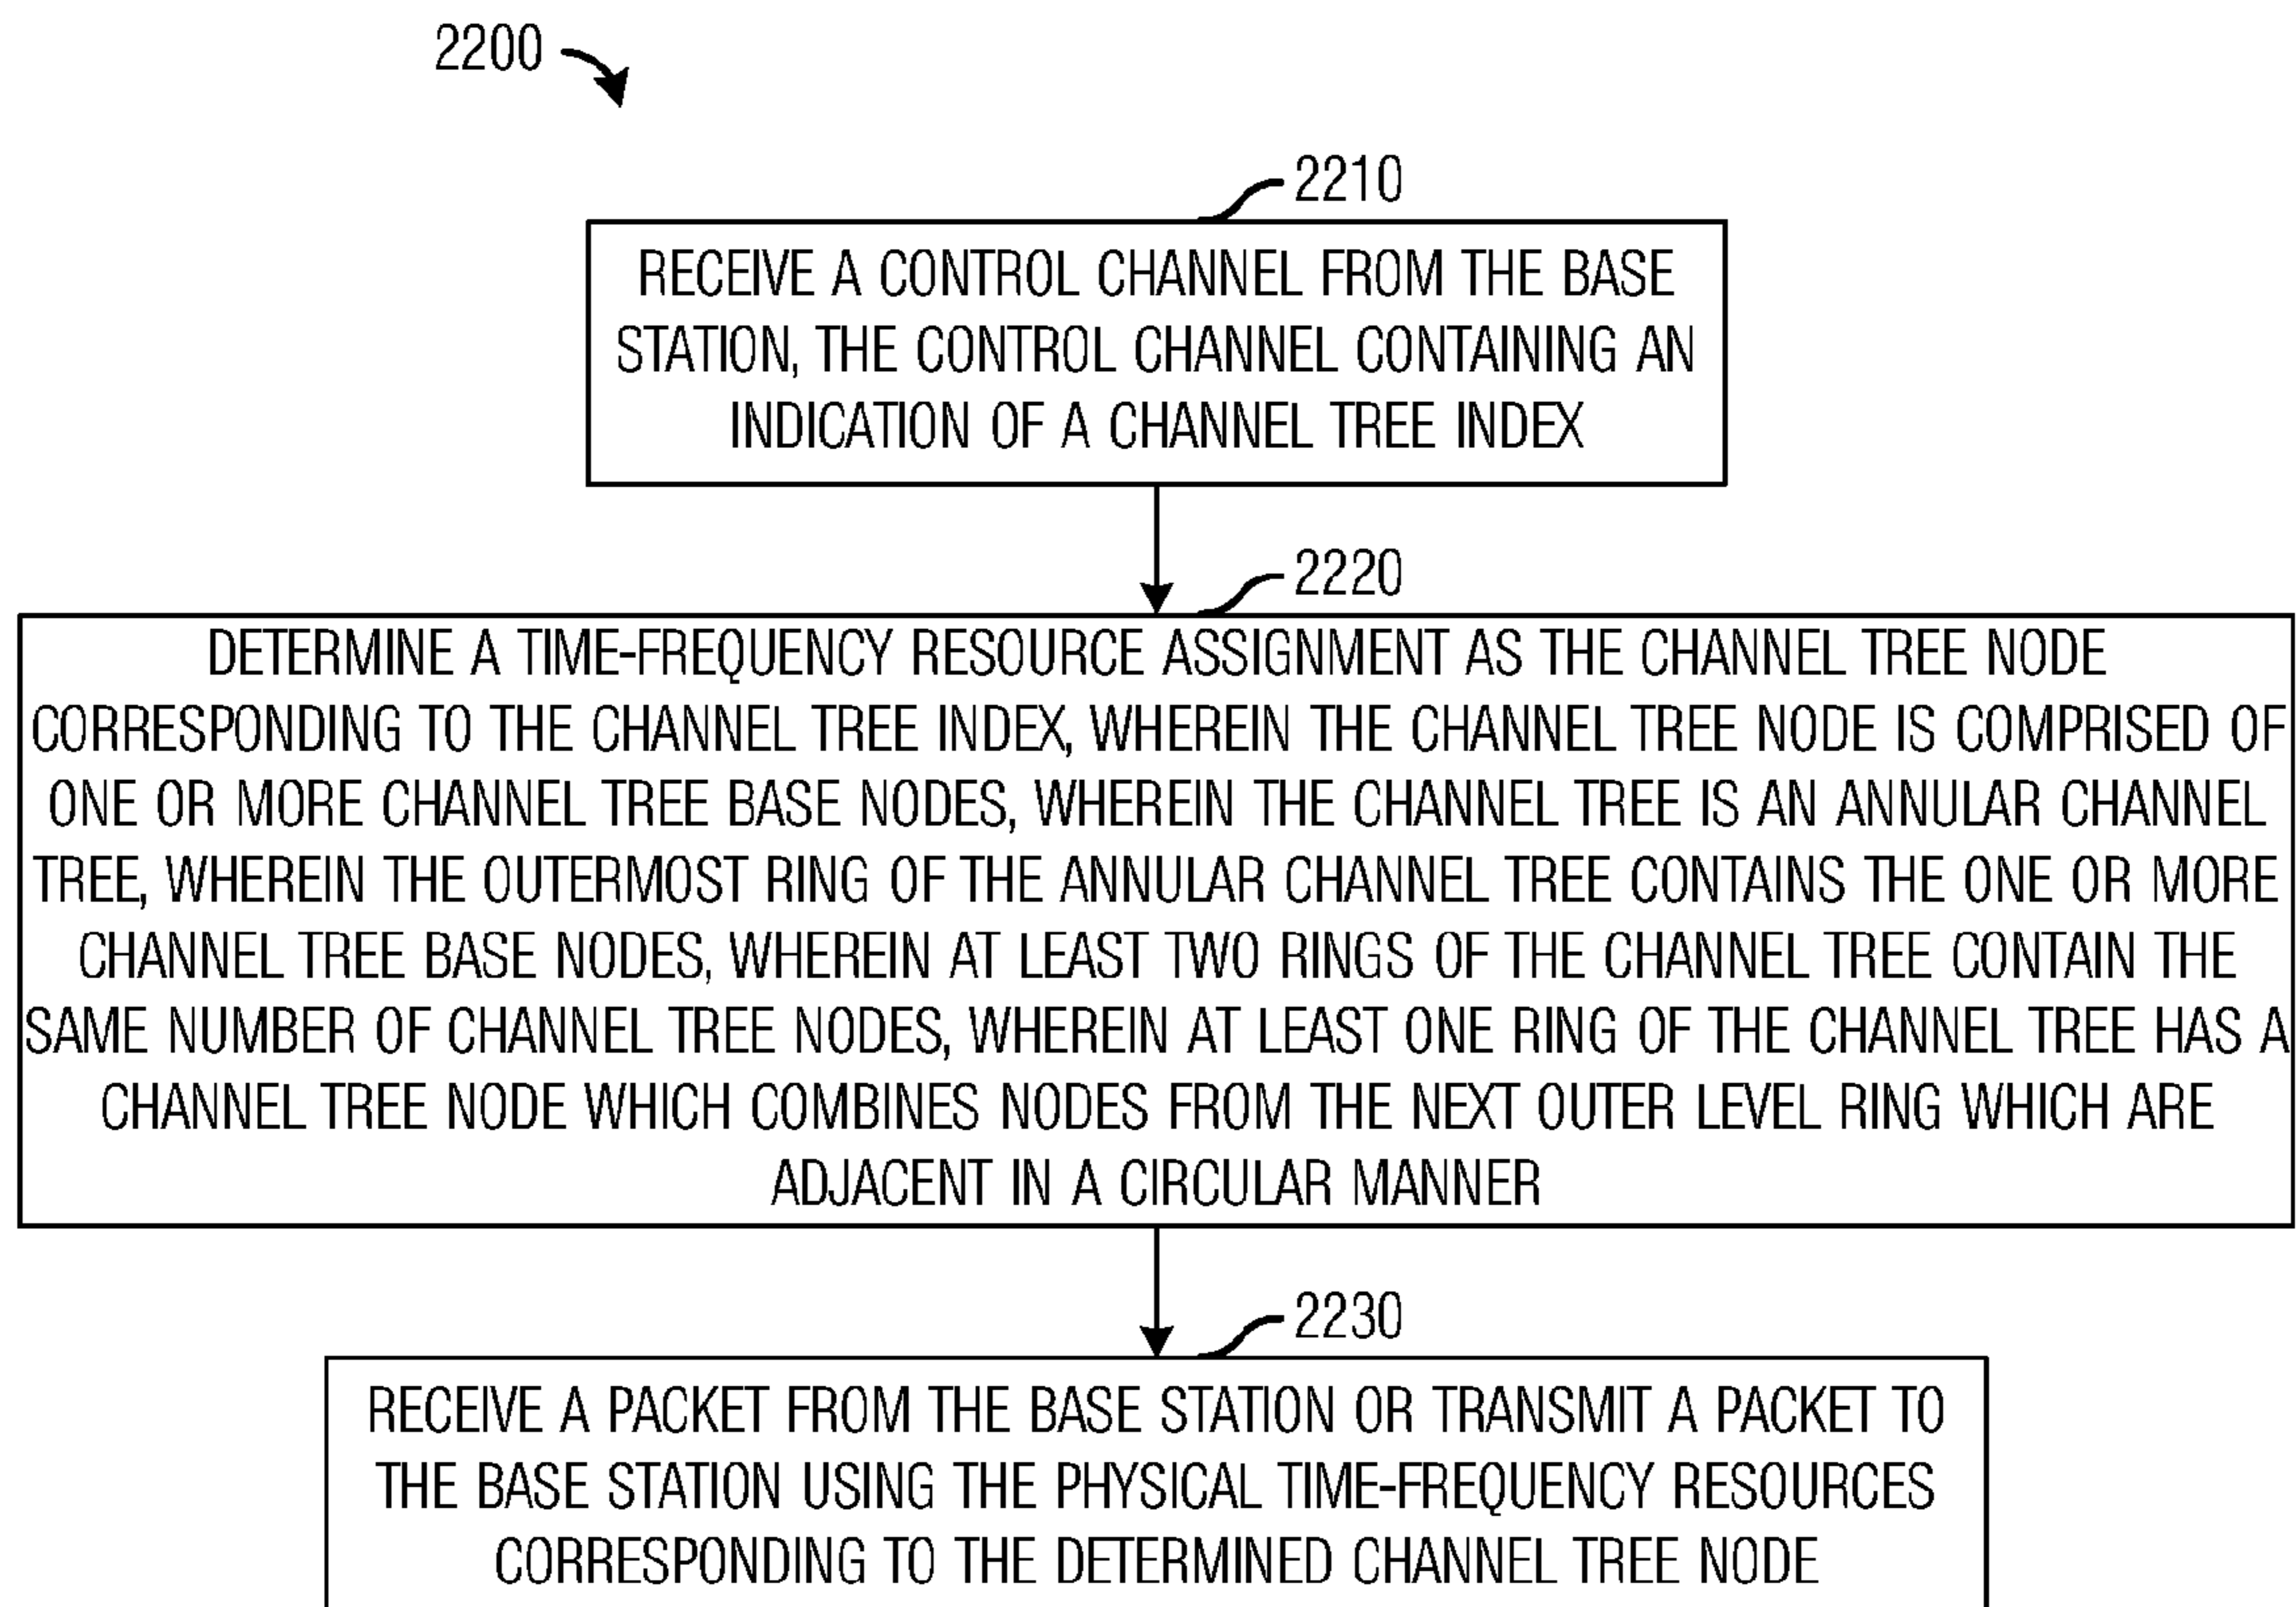 2200
2210
RECEIVE A CONTROL CHANNEL FROM THE BASE
STATION, THE CONTROL CHANNEL CONTAINING AN
INDICATION OF A CHANNEL TREE INDEX
2220
DETERMINE A TIME-FREQUENCY RESOURCE ASSIGNMENT AS THE CHANNEL TREE NODE
CORRESPONDING TO THE CHANNEL TREE INDEX, WHEREIN THE CHANNEL TREE NODE IS COMPRISED OF
ONE OR MORE CHANNEL TREE BASE NODES, WHEREIN THE CHANNEL TREE IS AN ANNULAR CHANNEL
TREE, WHEREIN THE OUTERMOST RING OF THE ANNULAR CHANNEL TREE CONTAINS THE ONE OR MORE
CHANNEL TREE BASE NODES, WHEREIN AT LEAST TWO RINGS OF THE CHANNEL TREE CONTAIN THE
SAME NUMBER OF CHANNEL TREE NODES, WHEREIN AT LEAST ONE RING OF THE CHANNEL TREE HAS A
CHANNEL TREE NODE WHICH COMBINES NODES FROM THE NEXT OUTER LEVEL RING WHICH ARE
ADJACENT IN A CIRCULAR MANNER
2230
RECEIVE A PACKET FROM THE BASE STATION OR TRANSMIT A PACKET TO
THE BASE STATION USING THE PHYSICAL TIME-FREQUENCY RESOURCES
CORRESPONDING TO THE DETERMINED CHANNEL TREE NODE